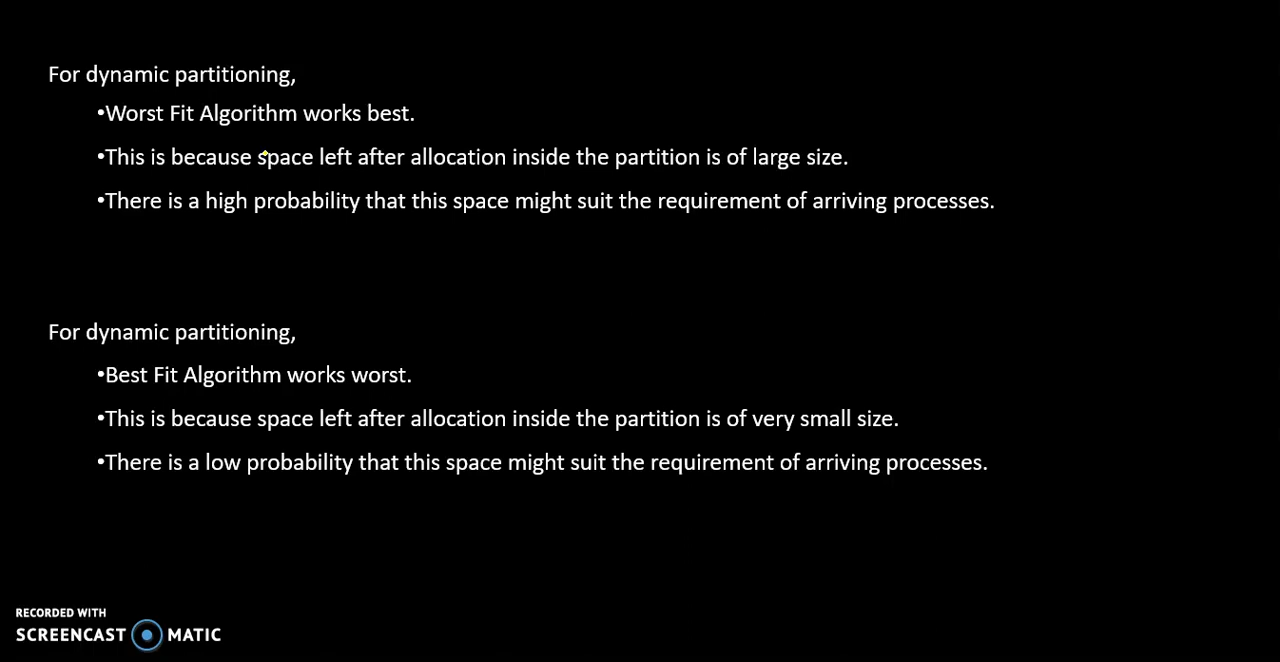 For dynamic partitioning,
•Worst Fit Algorithm works best.
•This is because space left after allocation inside the partition is of large size.
•There is a high probability that this space might suit the requirement of arriving processes.
For dynamic partitioning,
•Best Fit Algorithm works worst.
•This is because space left after allocation inside the partition is of very small size.
•There is a low probability that this space might suit the requirement of arriving processes.
RECORDED WITH
SCREENCAST MATIC